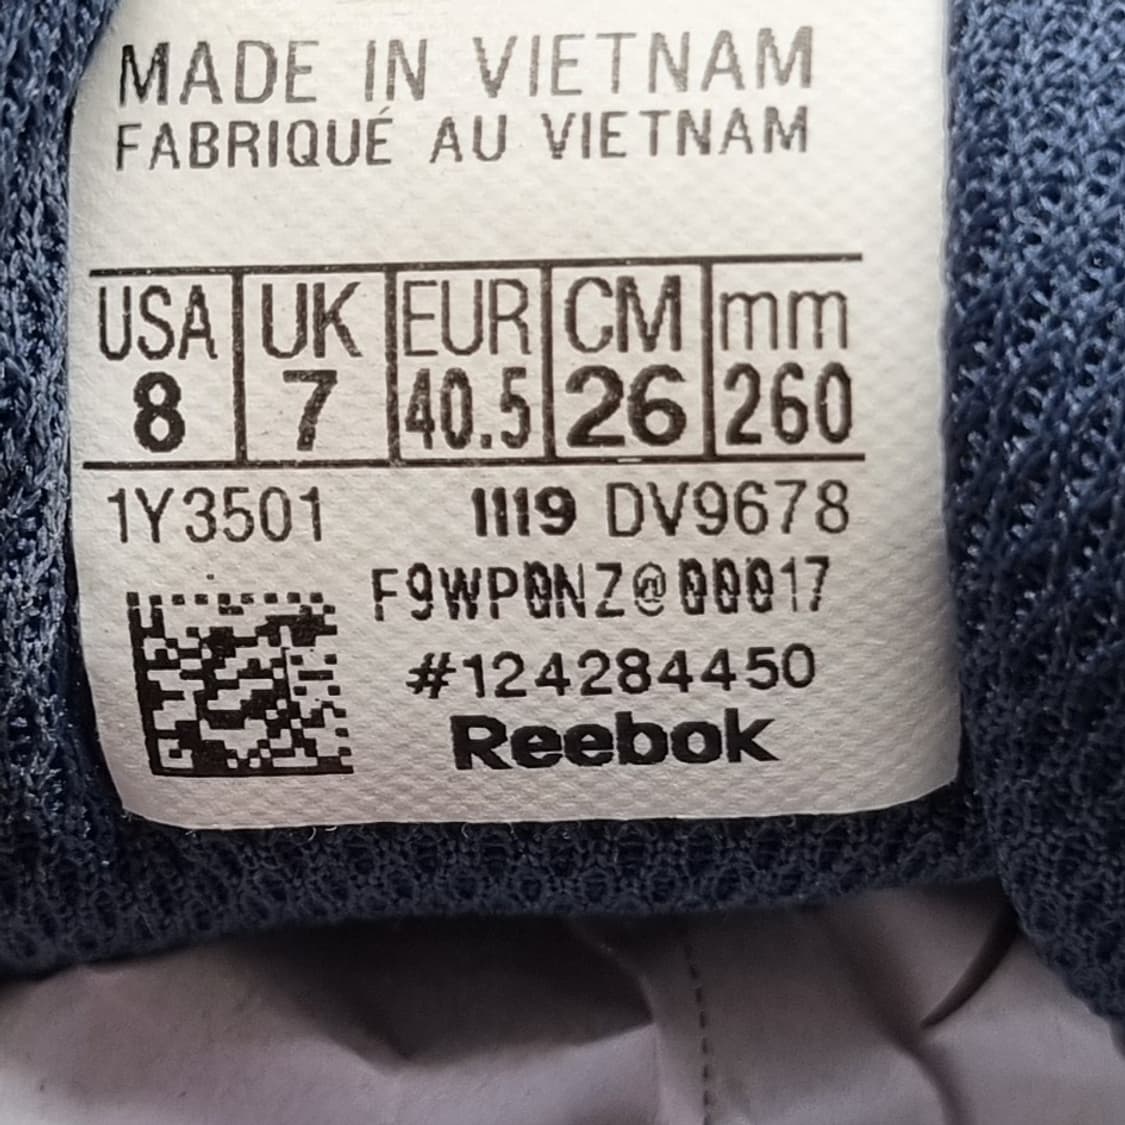 MADE IN VIETNAM
FABRIQUÉ AU VIETNAM
USA UK EUR CM mm
8 7 40.5 26 260
1Y3501 1119 DV9678
F9WP0NZ@00017
#124284450
Reebok